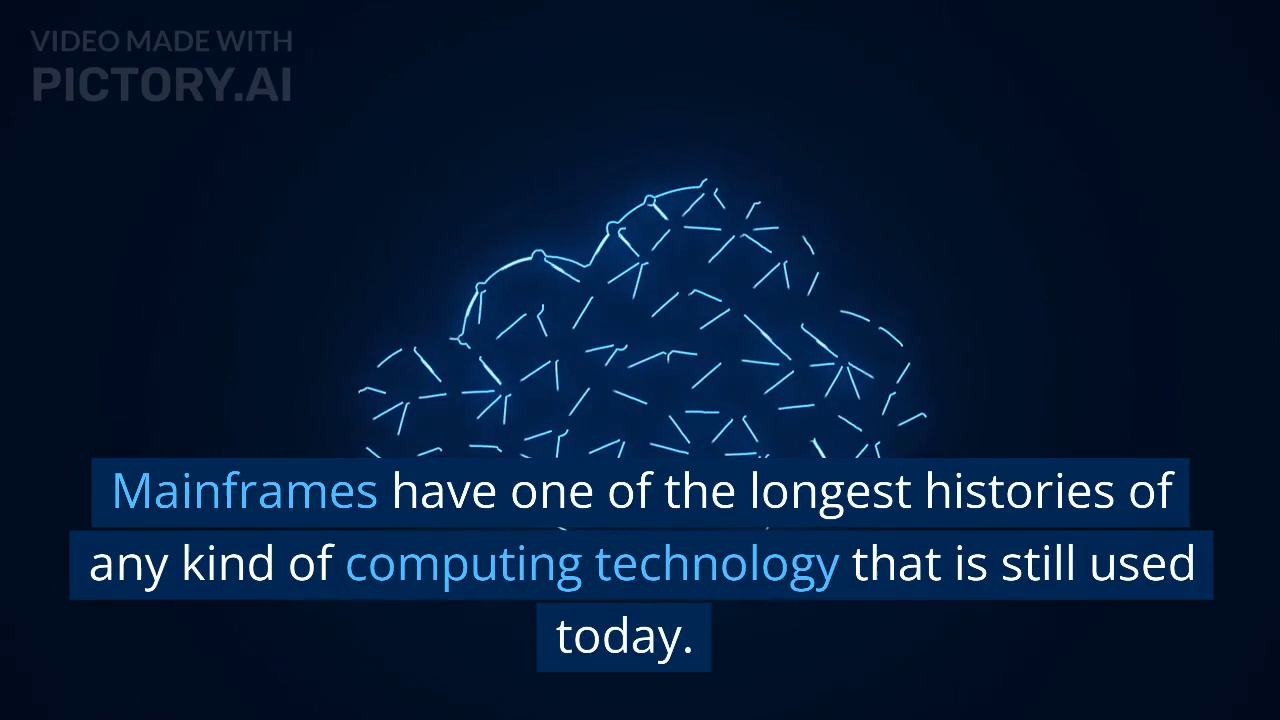 VIDEO MADE WITH
PICTORY.AI
Mainframes have one of the longest histories of
any kind of computing technology that is still used
today.